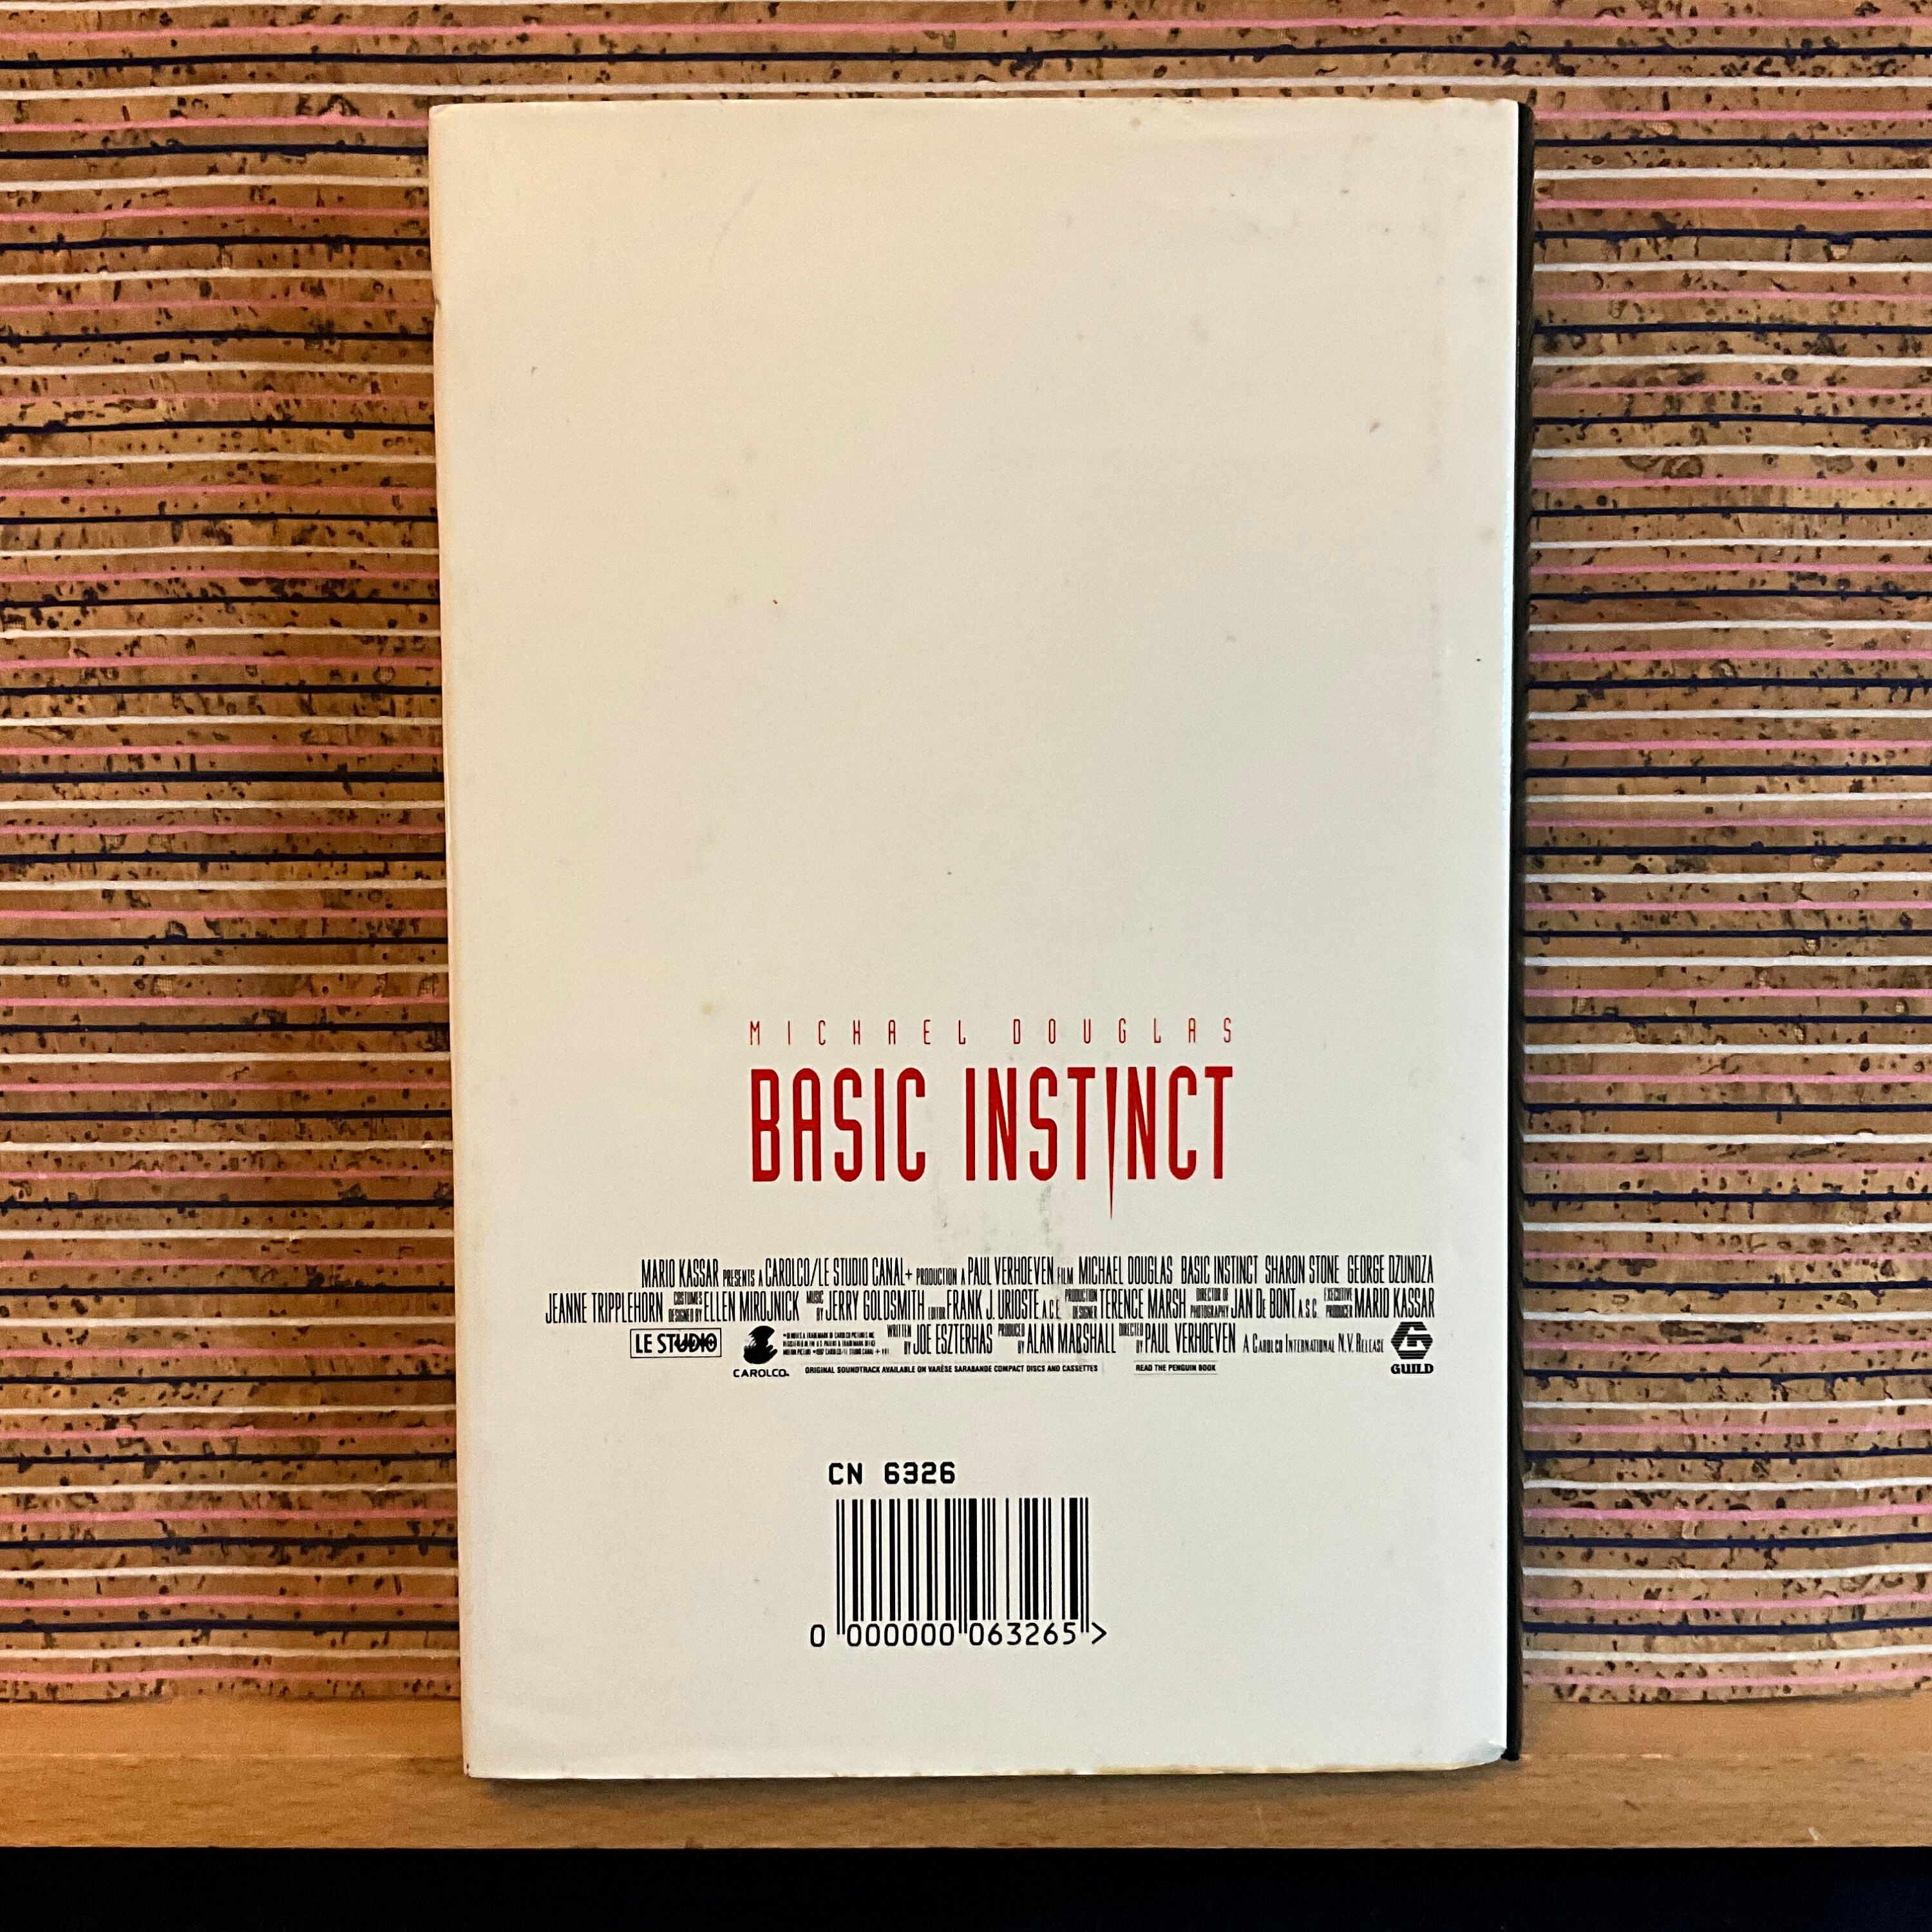 MICHAEL DOUGLAS
BASIC INSTINCT
MARIO KASSAR PRESENTS A CAROLCO/LE STUDIO CANAL+ PRODUCTION A PAUL VERHOEVEN FILM MICHAEL DOUGLAS BASIC INSTINCT SHARON STONE GEORGE DZUNDZA
JEANNE TRIPPLEHORN COSTUMES DESIGNED BY ELLEN MIROJNICK MUSIC BY JERRY GOLDSMITH EDITOR FRANK J. URIOSTE A.C.E. PRODUCTION DESIGNER TERENCE MARSH DIRECTOR OF PHOTOGRAPHY JAN DE BONT A.S.C. EXECUTIVE PRODUCER MARIO KASSAR
LE STUDIO WRITTEN BY JOE ESZTERHAS PRODUCED BY ALAN MARSHALL DIRECTED BY PAUL VERHOEVEN A CAROLCO INTERNATIONAL N.V. RELEASE
CAROLCO ORIGINAL SOUNDTRACK AVAILABLE ON VARÈSE SARABANDE COMPACT DISCS AND CASSETTES READ THE PENGUIN BOOK GUILD
CN 6326
0 000000 063265 >